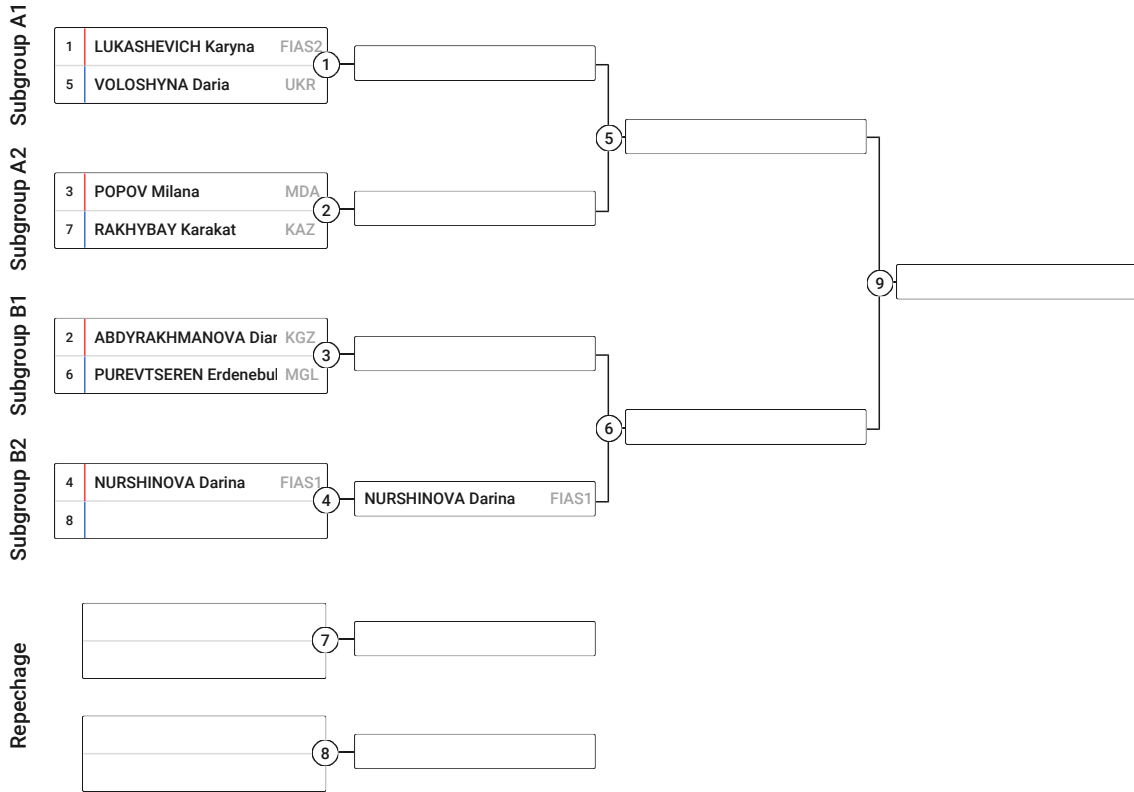 Subgroup A1
1 LUKASHEVICH Karyna FIAS2
5 VOLOSHYNA Daria UKR
1
5
Subgroup A2
3 POPOV Milana MDA
7 RAKHYBAY Karakat KAZ
2
9
Subgroup B1
2 ABDYRAKHMANOVA Diar KGZ
6 PUREVTSEREN Erdenebul MGL
3
6
Subgroup B2
4 NURSHINOVA Darina FIAS1
8
4
NURSHINOVA Darina FIAS1
Repechage
7
8